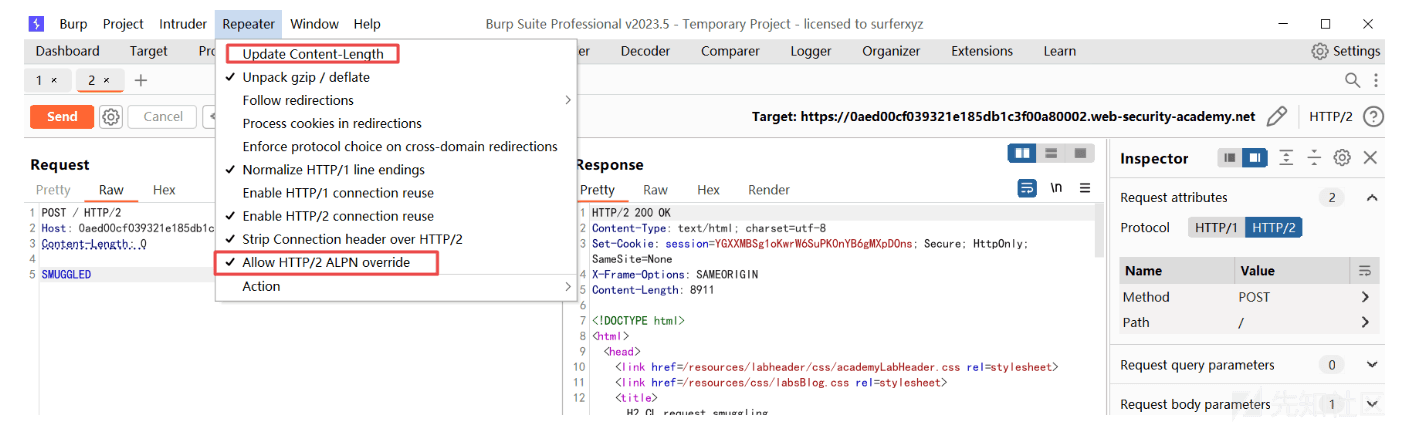 Burp Project Intruder Repeater Window Help Burp Suite Professional v2023.5 - Temporary Project - licensed to surferxyz
Dashboard Target Pro er Decoder Comparer Logger Organizer Extensions Learn Settings
1 × 2 × +
Send Cancel Target: https://0aed00cf039321e185db1c3f00a80002.web-security-academy.net HTTP/2 ?
Update Content-Length
✓ Unpack gzip / deflate
Follow redirections
Process cookies in redirections
Enforce protocol choice on cross-domain redirections
✓ Normalize HTTP/1 line endings
Enable HTTP/1 connection reuse
✓ Enable HTTP/2 connection reuse
✓ Strip Connection header over HTTP/2
✓ Allow HTTP/2 ALPN override
Action
Request
Pretty Raw Hex
1 POST / HTTP/2
2 Host: 0aed00cf039321e185db1c
3 Content-Length: 0
4
5 SMUGGLED
Response
Pretty Raw Hex Render \n
1 HTTP/2 200 OK
2 Content-Type: text/html; charset=utf-8
3 Set-Cookie: session=YGXXMBSg1oKwrW6SuPKOnYB6gMXpDOns; Secure; HttpOnly;
SameSite=None
4 X-Frame-Options: SAMEORIGIN
5 Content-Length: 8911
6
7 <!DOCTYPE html>
8 <html>
9 <head>
10 <link href=/resources/labheader/css/academyLabHeader.css rel=stylesheet>
11 <link href=/resources/css/labsBlog.css rel=stylesheet>
12 <title>
H2.CL request smuggling
Inspector
Request attributes 2
Protocol HTTP/1 HTTP/2
Name Value
Method POST
Path /
Request query parameters 0
Request body parameters 1
先知社区